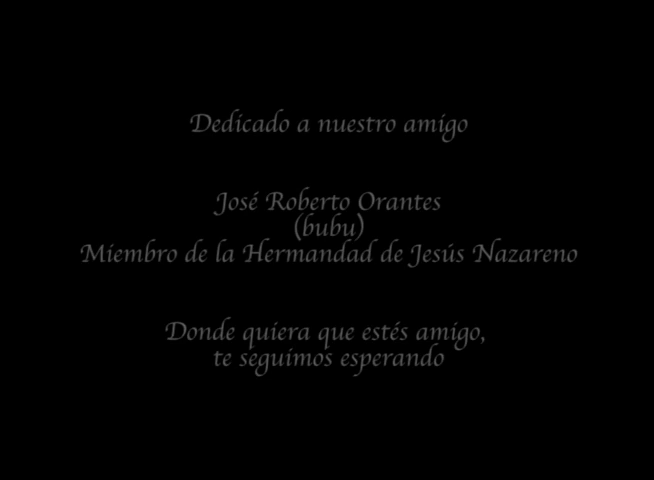 Dedicado a nuestro amigo
José Roberto Orantes
(bubu)
Miembro de la Hermandad de Jesús Nazareno
Donde quiera que estés amigo,
te seguimos esperando